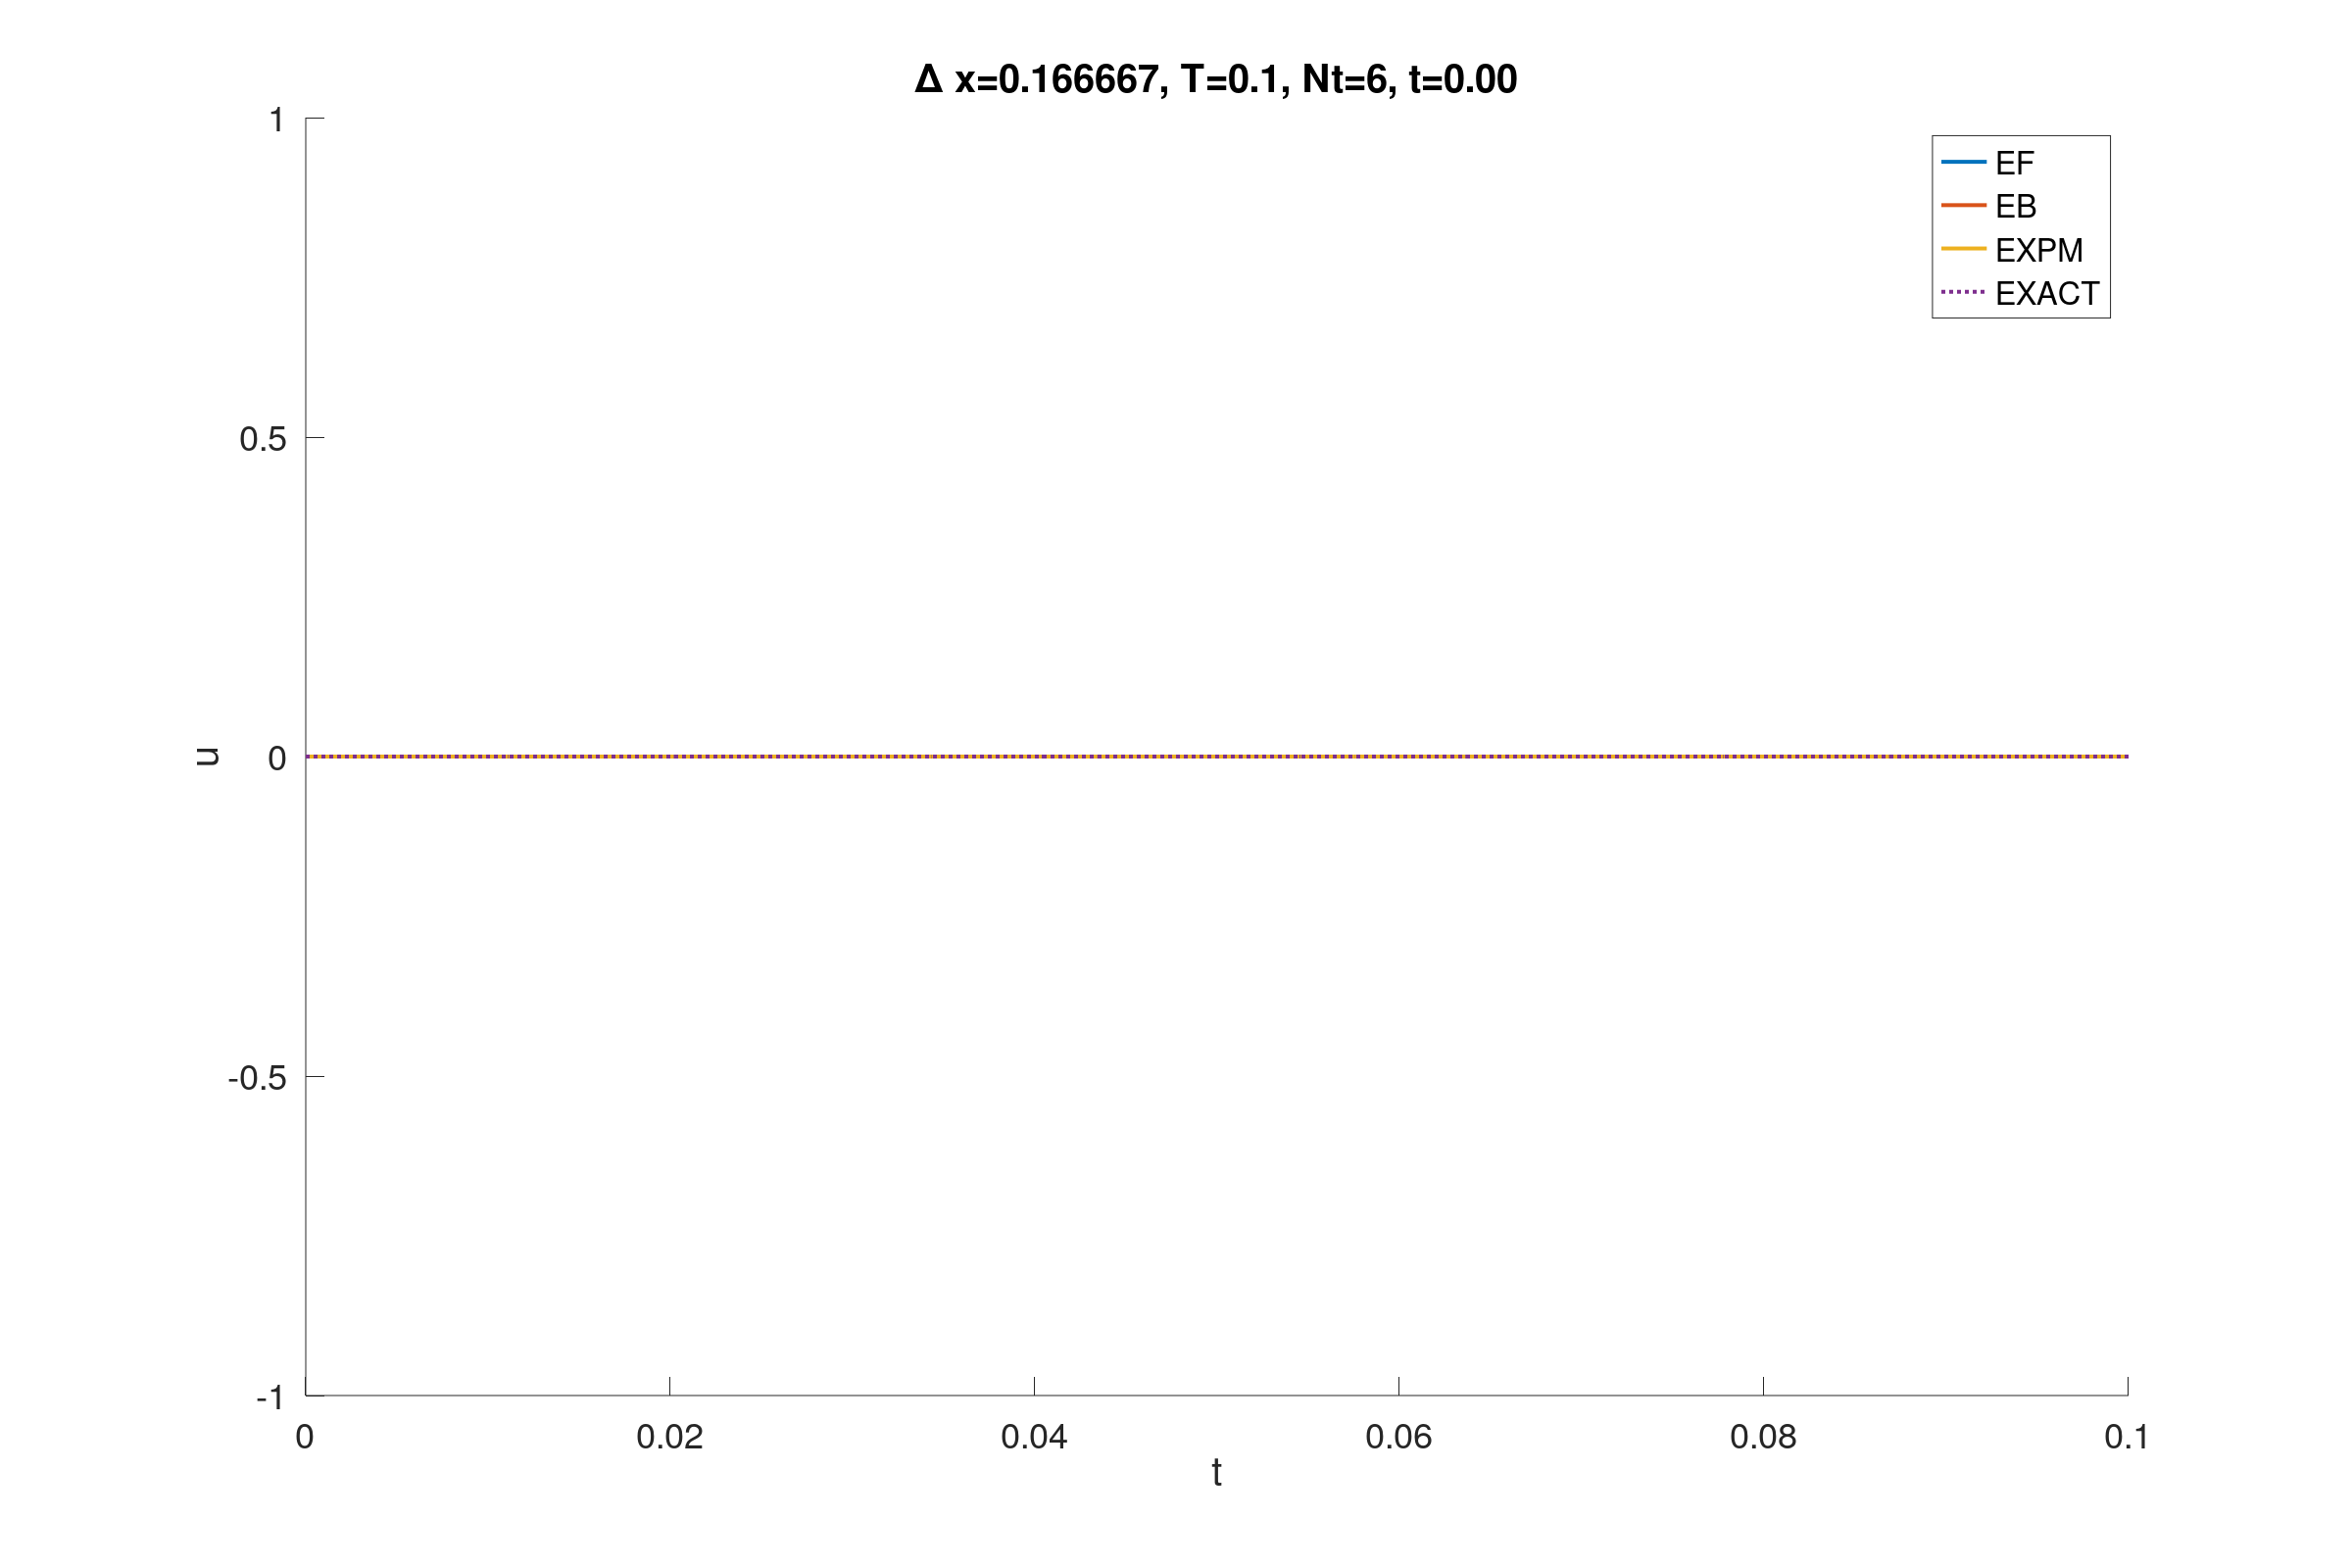 Δ x=0.166667, T=0.1, Nt=6, t=0.00
1
EF
EB
EXPM
EXACT
0.5
u
0
-0.5
-1
0 0.02 0.04 0.06 0.08 0.1
t